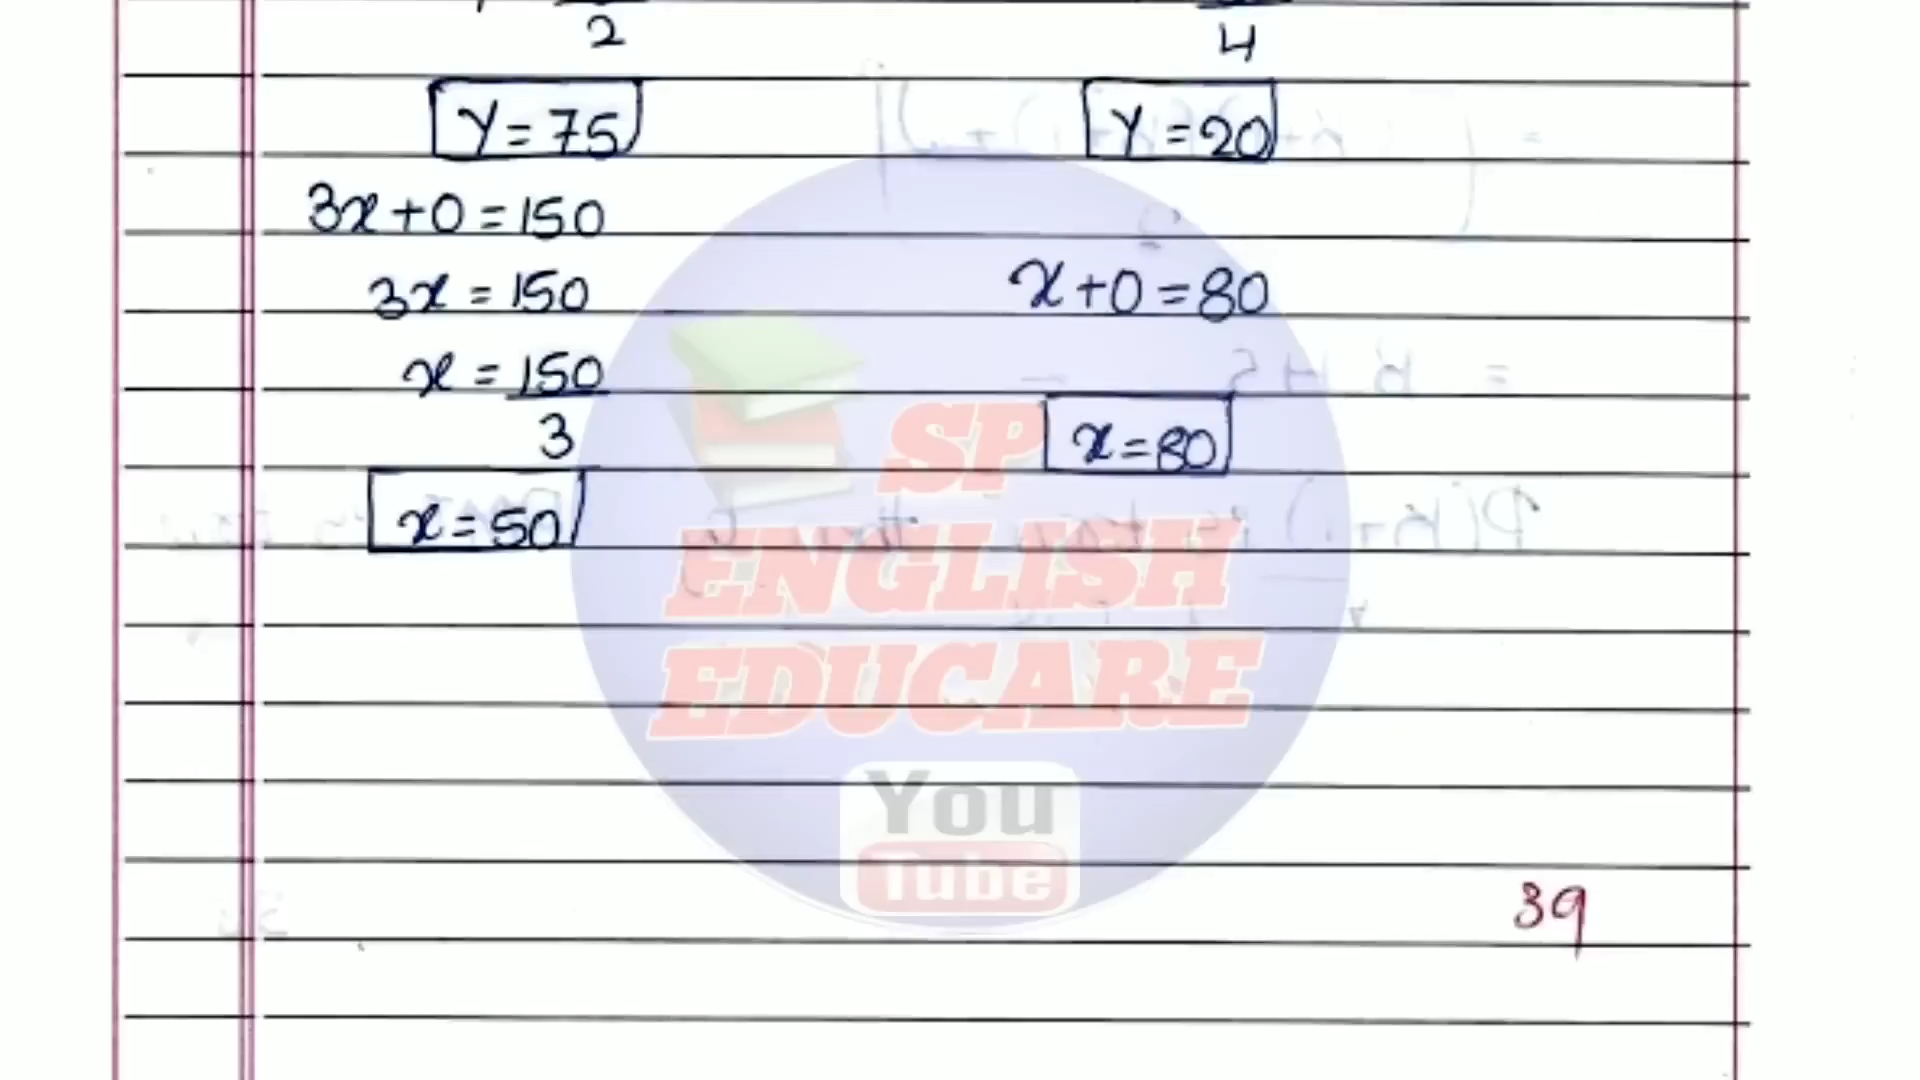 2
4
Y=75
Y=20
3x+0=150
3x=150
x+0=80
x=150
3
x=80
x=50
SP
ENGLISH
EDUCARE
You
Tube
39